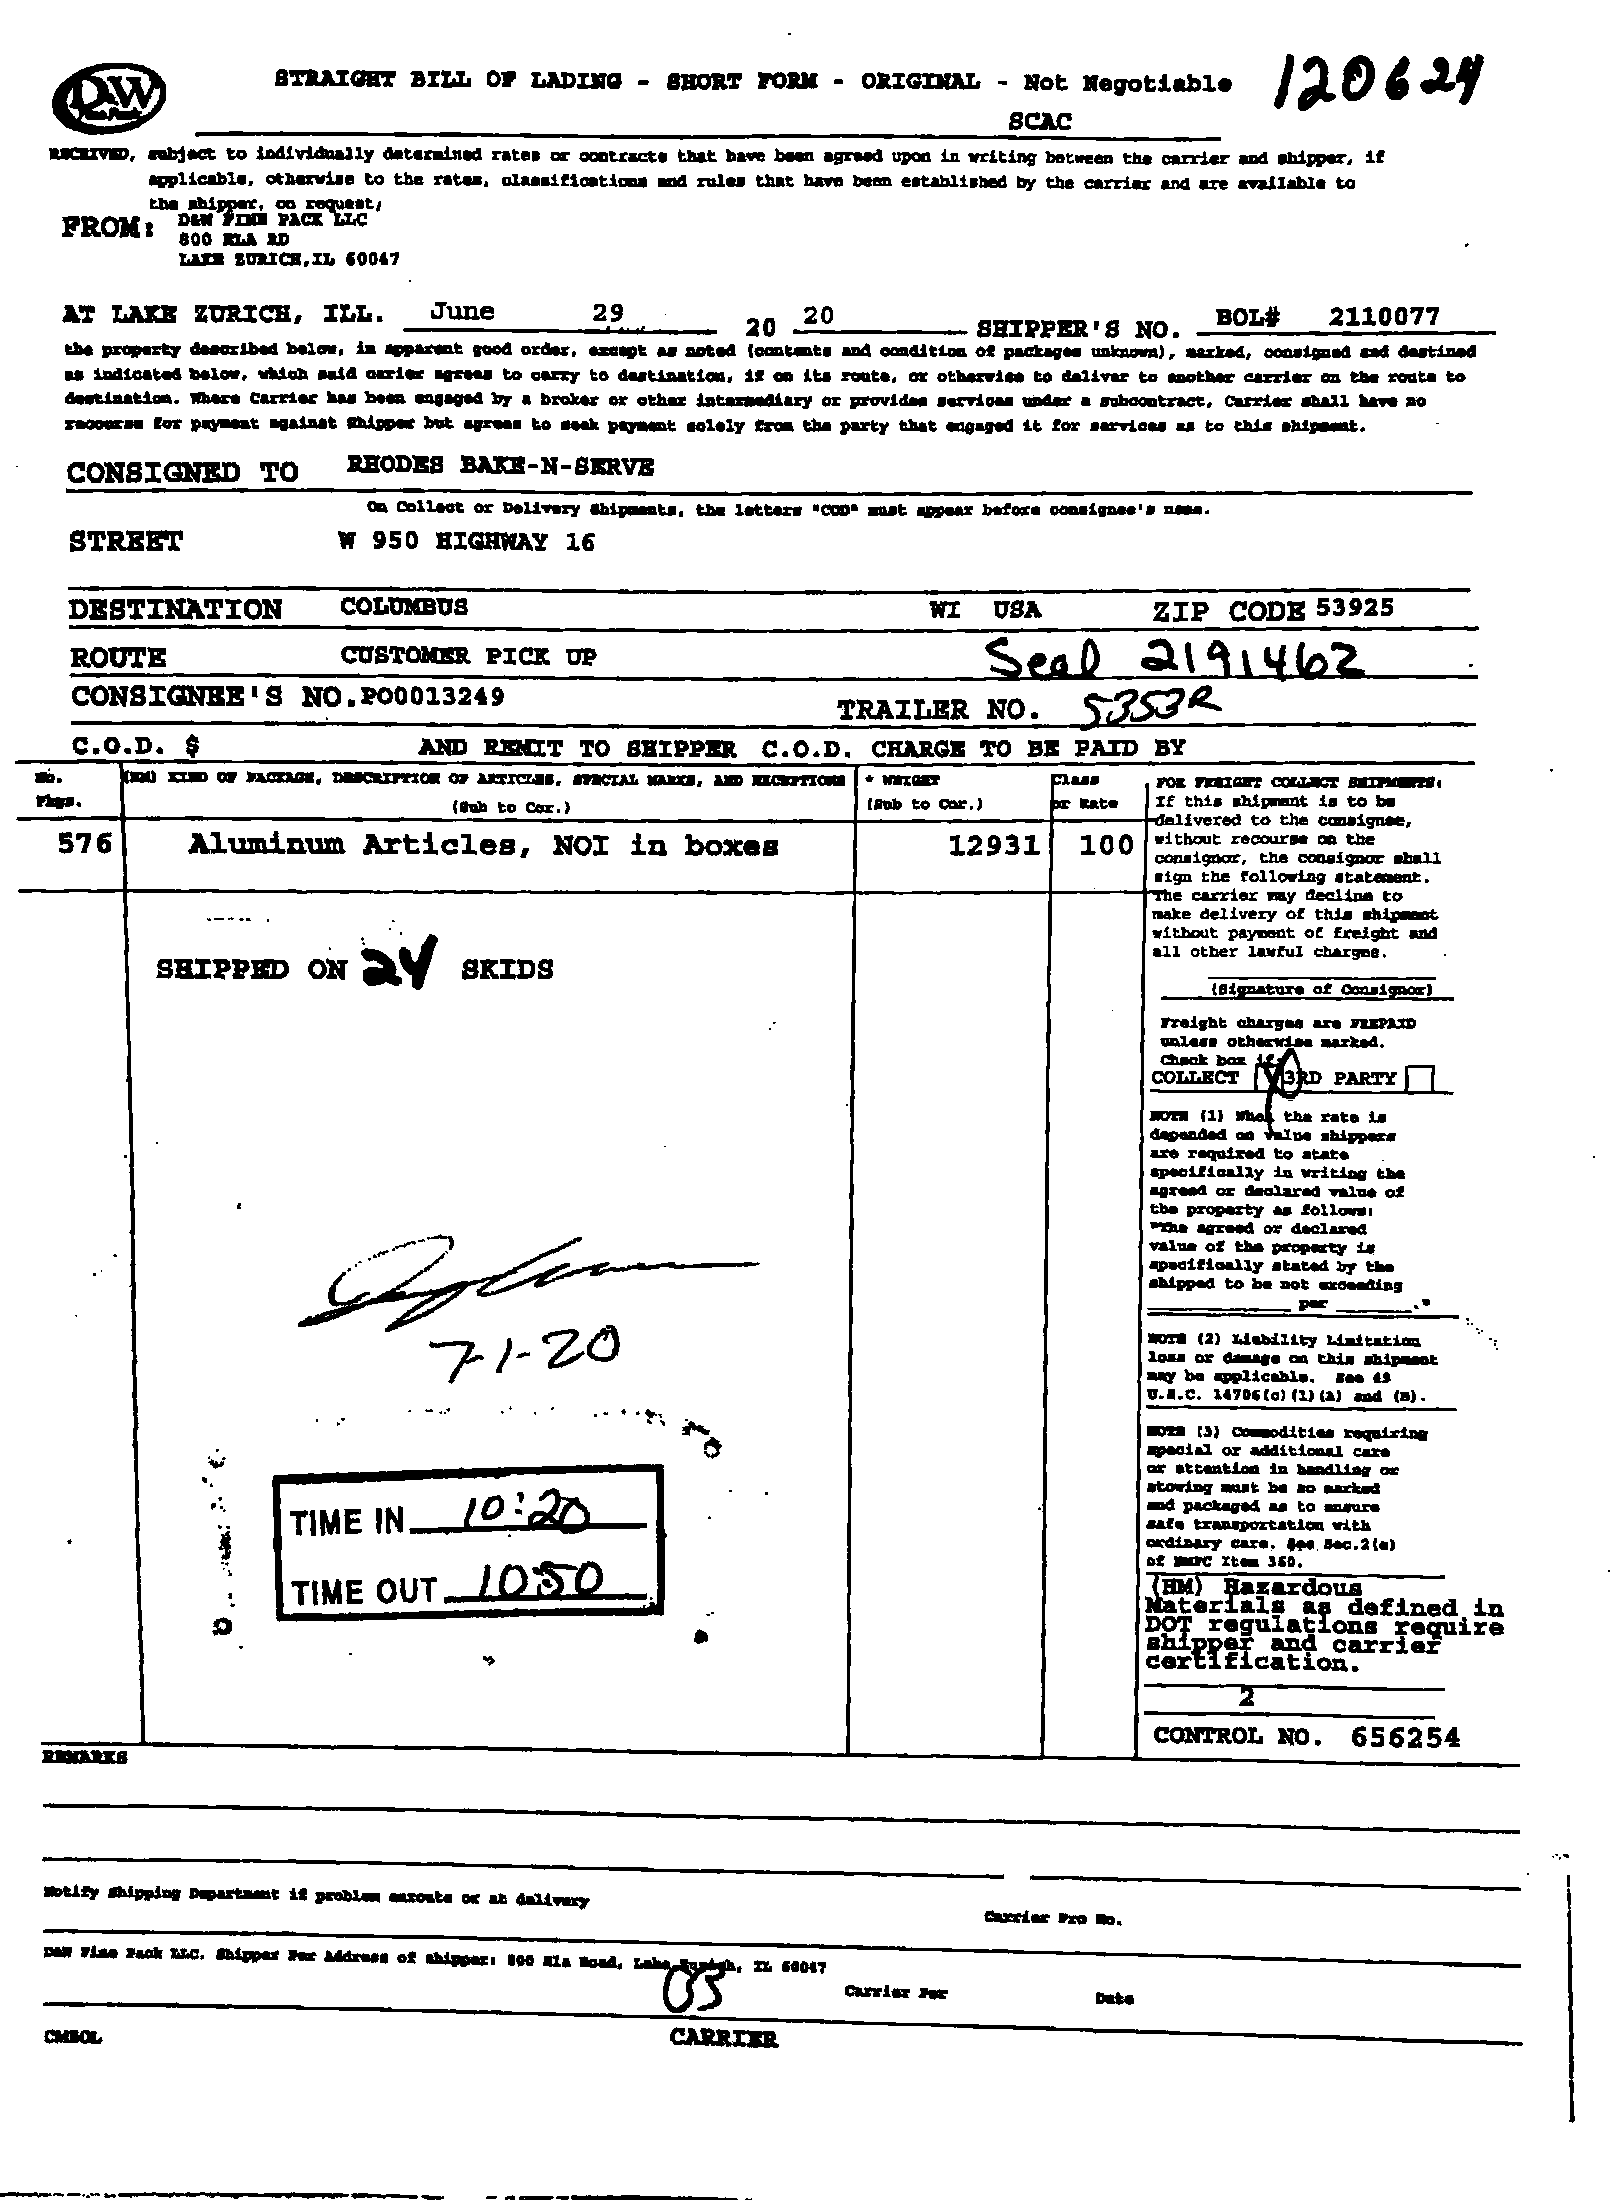 D&W
Fine Pack
STRAIGHT BILL OF LADING - SHORT FORM - ORIGINAL - Not Negotiable
120624
SCAC
RECEIVED, subject to individually determined rates or contracts that have been agreed upon in writing between the carrier and shipper, if
applicable, otherwise to the rates, classifications and rules that have been established by the carrier and are available to
the shipper, on request;
FROM: D&W FINE PACK LLC
800 ELA RD
LAKE ZURICH,IL 60047
AT LAKE ZURICH, ILL. June 29 20 20 SHIPPER'S NO. BOL# 2110077
the property described below, in apparent good order, except as noted (contents and condition of packages unknown), marked, consigned and destined
as indicated below, which said carrier agrees to carry to destination, if on its route, or otherwise to deliver to another carrier on the route to
destination. Where Carrier has been engaged by a broker or other intermediary or provides services under a subcontract, Carrier shall have no
recourse for payment against Shipper but agrees to seek payment solely from the party that engaged it for services as to this shipment.
CONSIGNED TO RHODES BAKE-N-SERVE
On Collect or Delivery Shipments, the letters "COD" must appear before consignee's name.
STREET W 950 HIGHWAY 16
DESTINATION COLUMBUS WI USA ZIP CODE 53925
ROUTE CUSTOMER PICK UP Seal 2191462
CONSIGNEE'S NO.PO0013249 TRAILER NO. 5353R
C.O.D. $ AND REMIT TO SHIPPER C.O.D. CHARGE TO BE PAID BY
No. Pkgs.
(HM) KIND OF PACKAGE, DESCRIPTION OF ARTICLES, SPECIAL MARKS, AND EXCEPTIONS
(Sub to Cor.)
* WEIGHT
(Sub to Cor.)
Class
or Rate
576 Aluminum Articles, NOI in boxes 12931 100
SHIPPED ON 24 SKIDS
7-1-20
TIME IN 10:20
TIME OUT 10:50
FOR FREIGHT COLLECT SHIPMENTS:
If this shipment is to be
delivered to the consignee,
without recourse on the
consignor, the consignor shall
sign the following statement.
The carrier may decline to
make delivery of this shipment
without payment of freight and
all other lawful charges.
(Signature of Consignor)
Freight charges are PREPAID
unless otherwise marked.
Check box if:
COLLECT 3RD PARTY
NOTE (1) When the rate is
depended on value shippers
are required to state
specifically in writing the
agreed or declared value of
the property as follows:
"The agreed or declared
value of the property is
specifically stated by the
shipped to be not exceeding
per ."
NOTE (2) Liability Limitation
loss or damage on this shipment
may be applicable. See 49
U.S.C. 14706(c)(1)(A) and (B).
NOTE (3) Commodities requiring
special or additional care
or attention in handling or
stowing must be so marked
and packaged as to ensure
safe transportation with
ordinary care. See Sec.2(e)
of NMFC Item 360.
(HM) Hazardous
Materials as defined in
DOT regulations require
shipper and carrier
certification.
2
CONTROL NO. 656254
REMARKS
Notify Shipping Department if problem enroute or at delivery
Carrier Pro No.
D&W Fine Pack LLC. Shipper Per Address of shipper: 800 Ela Road, Lake Zurich, IL 60047
Carrier Per Date
CMBOL CARRIER